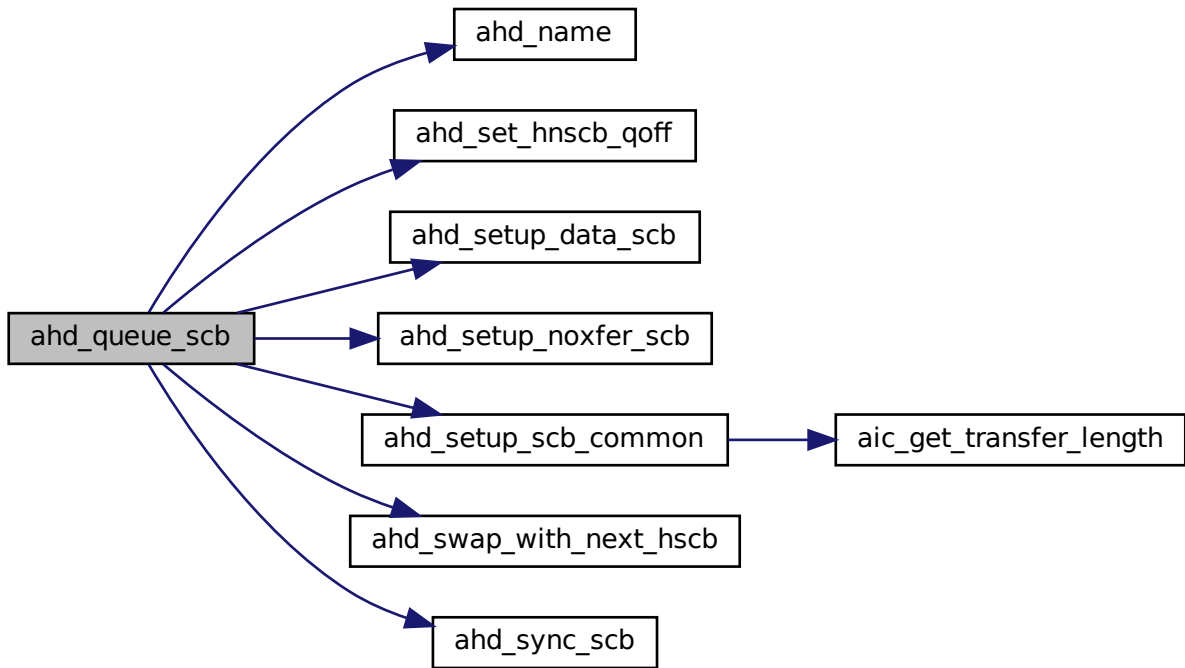 ahd_name
ahd_set_hnscb_qoff
ahd_setup_data_scb
ahd_queue_scb
ahd_setup_noxfer_scb
ahd_setup_scb_common
aic_get_transfer_length
ahd_swap_with_next_hscb
ahd_sync_scb